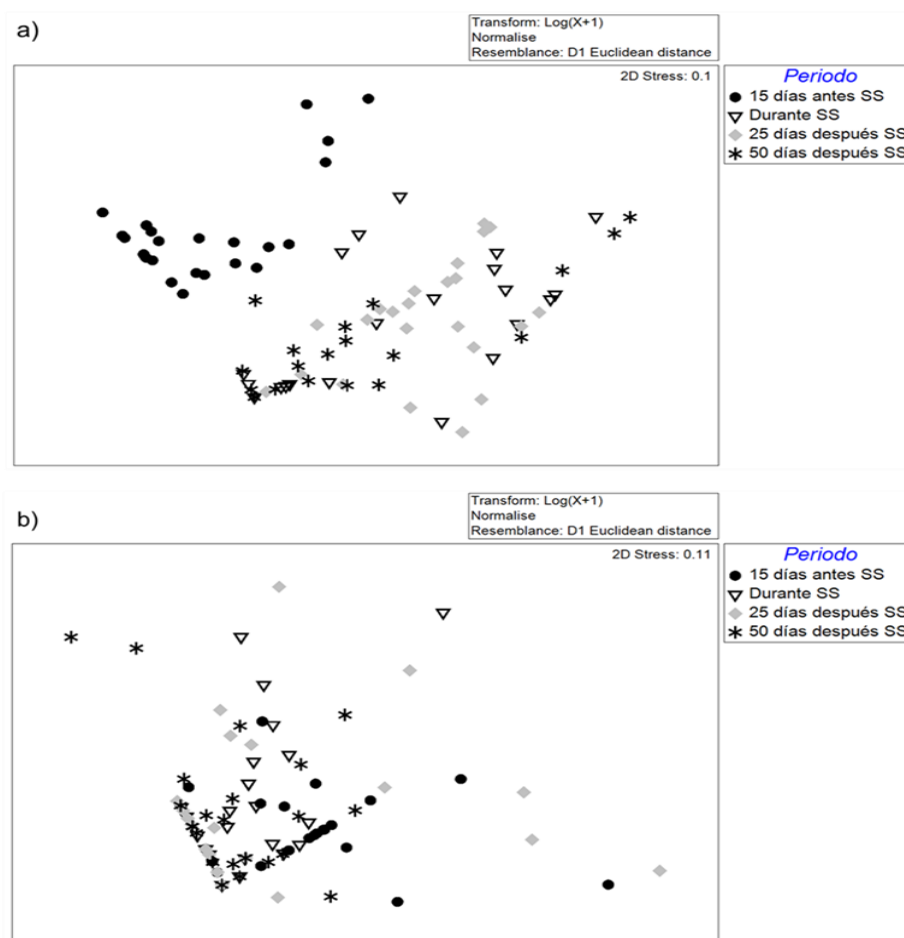 a)
Transform: Log(X+1)
Normalise
Resemblance: D1 Euclidean distance
2D Stress: 0.1
Periodo
15 días antes SS
Durante SS
25 días después SS
50 días después SS
b)
Transform: Log(X+1)
Normalise
Resemblance: D1 Euclidean distance
2D Stress: 0.11
Periodo
15 días antes SS
Durante SS
25 días después SS
50 días después SS